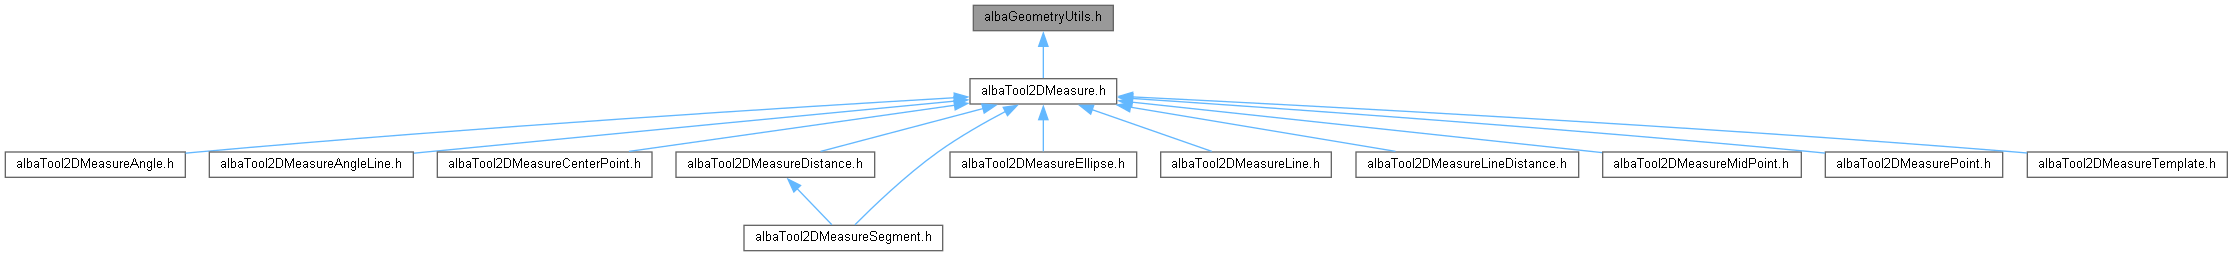 albaGeometryUtils.h
albaTool2DMeasure.h
albaTool2DMeasureAngle.h
albaTool2DMeasureAngleLine.h
albaTool2DMeasureCenterPoint.h
albaTool2DMeasureDistance.h
albaTool2DMeasureEllipse.h
albaTool2DMeasureLine.h
albaTool2DMeasureLineDistance.h
albaTool2DMeasureMidPoint.h
albaTool2DMeasurePoint.h
albaTool2DMeasureTemplate.h
albaTool2DMeasureSegment.h